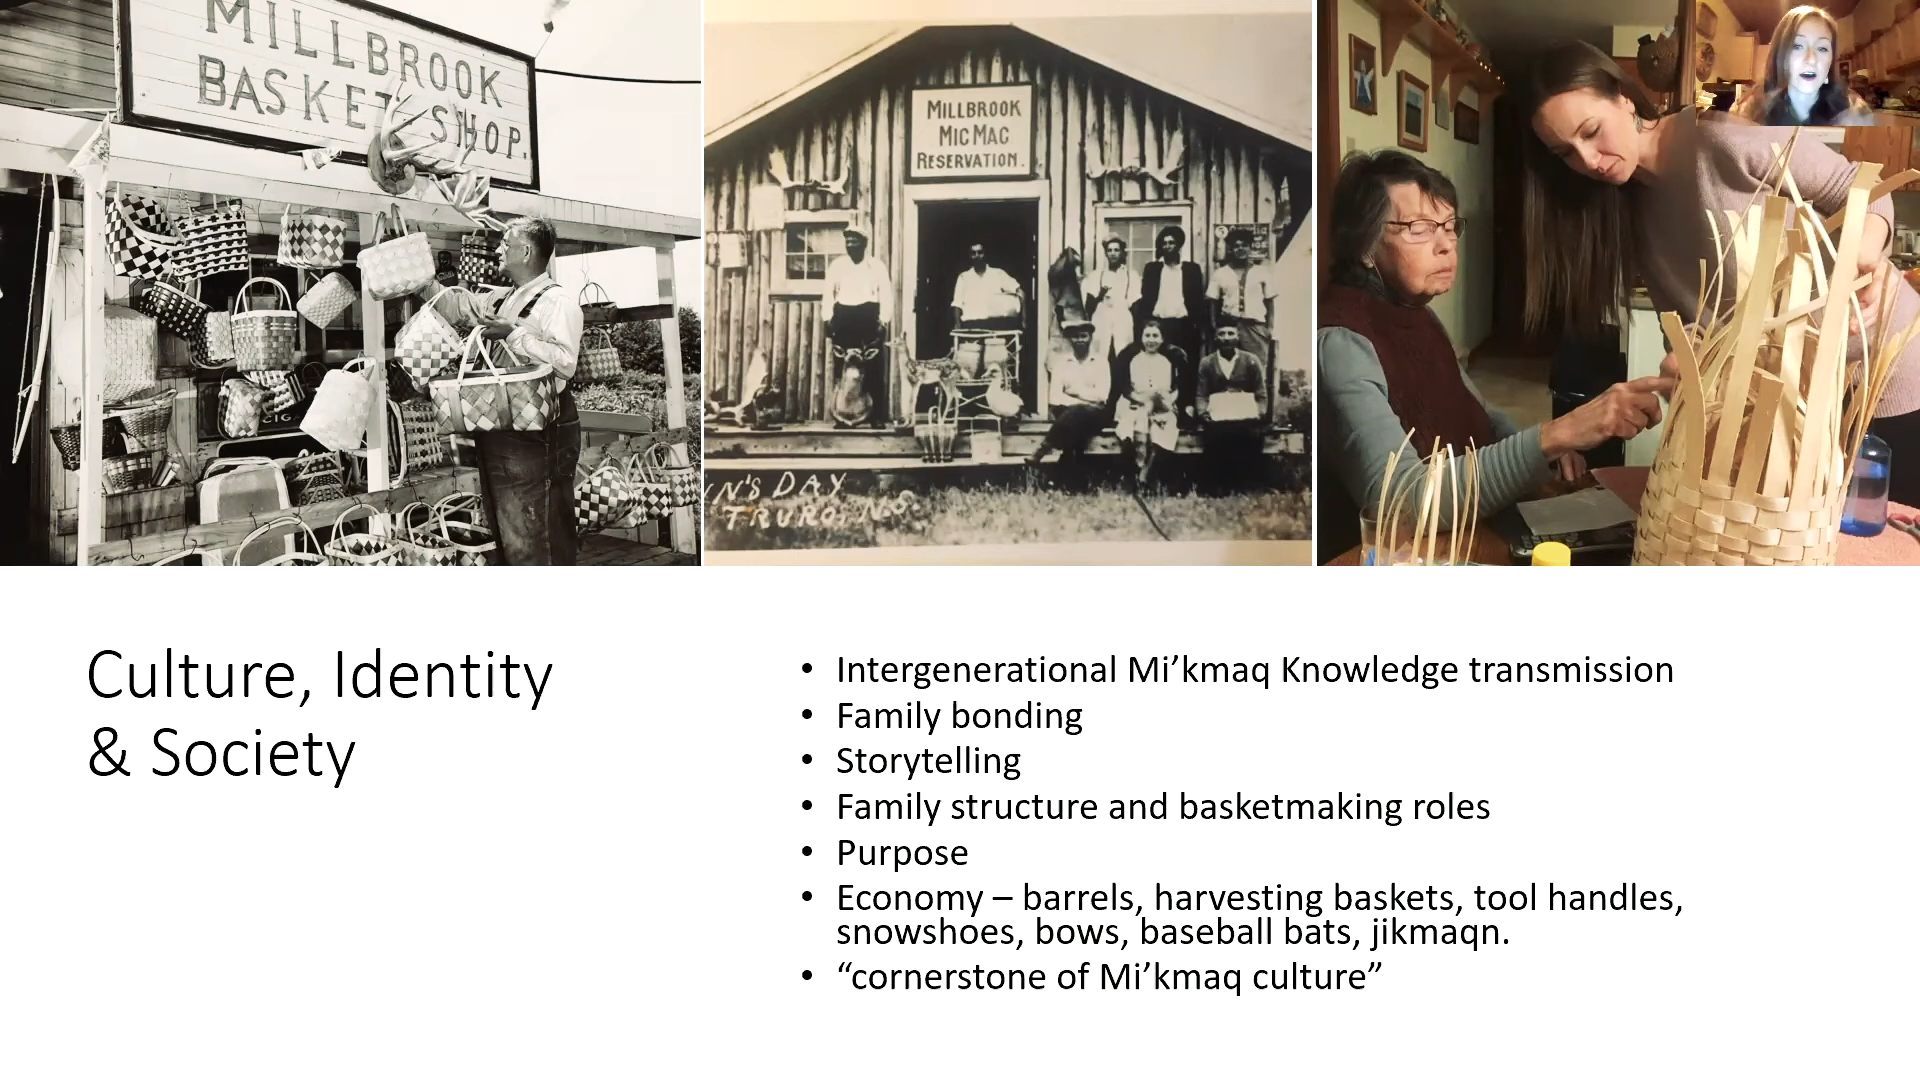 MILLBROOK
BASKET SHOP.
MILLBROOK
MIC MAC
RESERVATION.
N'S DAY
TRURO, N.S.
Culture, Identity
& Society
• Intergenerational Mi’kmaq Knowledge transmission
• Family bonding
• Storytelling
• Family structure and basketmaking roles
• Purpose
• Economy – barrels, harvesting baskets, tool handles,
snowshoes, bows, baseball bats, jikmaqn.
• “cornerstone of Mi’kmaq culture”